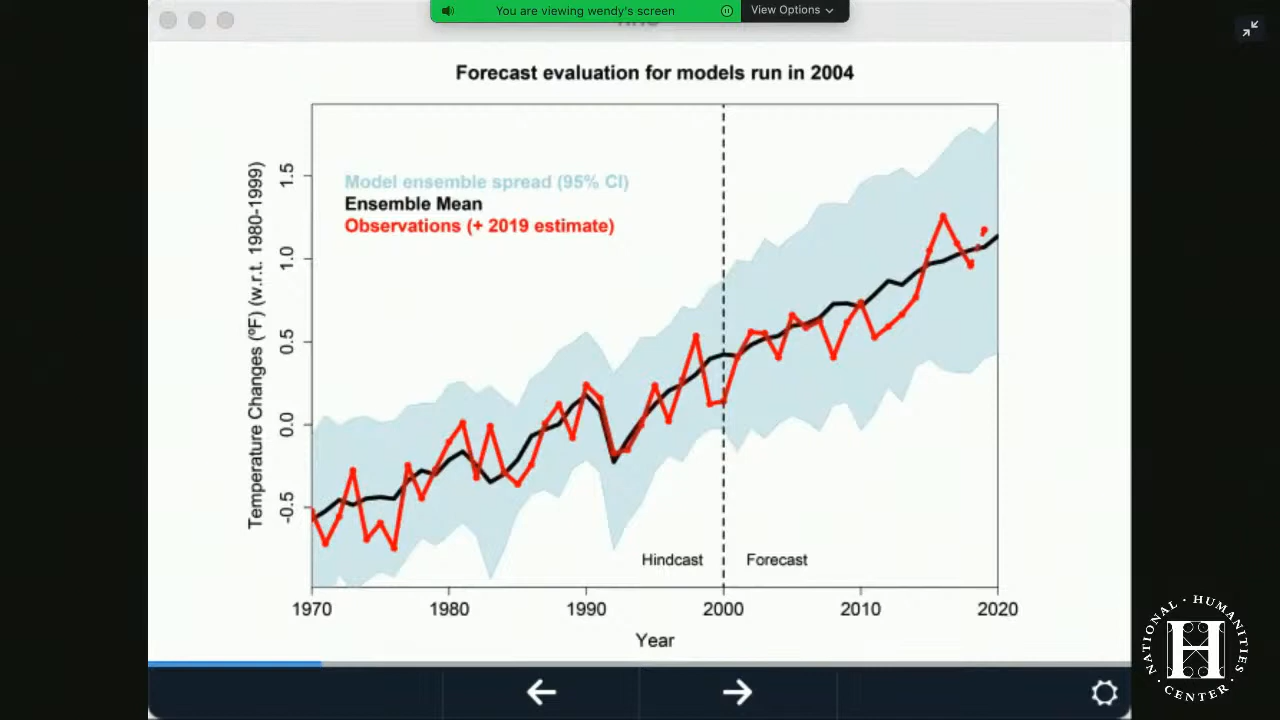 You are viewing wendy's screen
View Options
Forecast evaluation for models run in 2004
Temperature Changes (ºF) (w.r.t. 1980-1999)
1.5
1.0
0.5
0.0
-0.5
Model ensemble spread (95% CI)
Ensemble Mean
Observations (+ 2019 estimate)
?
Hindcast
Forecast
1970
1980
1990
2000
2010
2020
Year
NATIONAL · HUMANITIES
H
CENTER